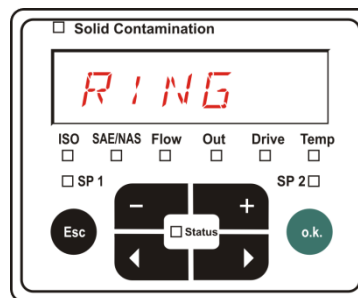 Solid Contamination
RING
ISO SAE/NAS Flow Out Drive Temp
SP 1 SP 2
- +
Esc Status o.k.